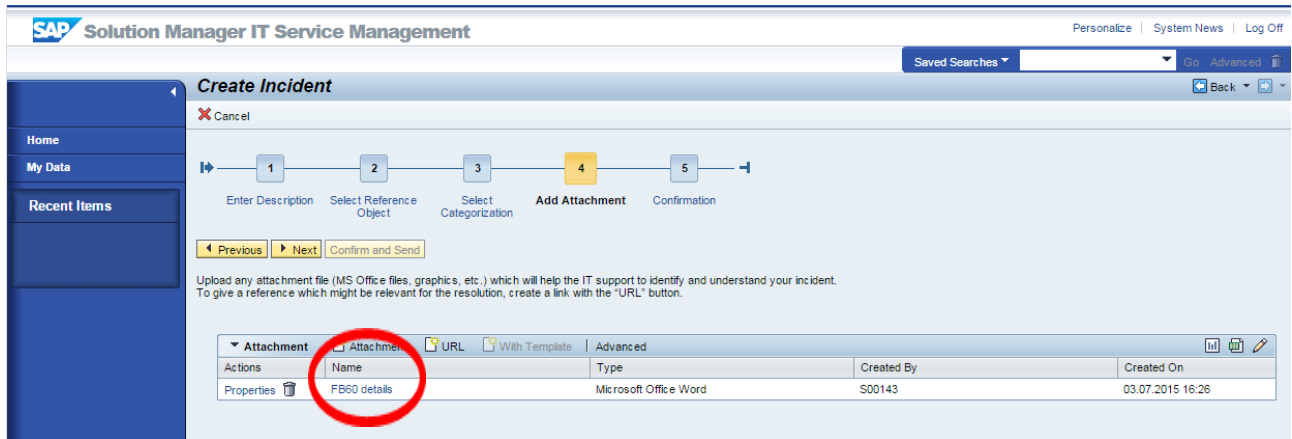 SAP Solution Manager IT Service Management
Personalize | System News | Log Off
Saved Searches Go Advanced
Create Incident
Back
Cancel
Home
My Data
Recent Items
1 2 3 4 5
Enter Description Select Reference Object Select Categorization Add Attachment Confirmation
Previous Next Confirm and Send
Upload any attachment file (MS Office files, graphics, etc.) which will help the IT support to identify and understand your incident.
To give a reference which might be relevant for the resolution, create a link with the "URL" button.
Attachment Attachment URL With Template | Advanced
Actions Name Type Created By Created On
Properties FB60 details Microsoft Office Word S00143 03.07.2015 16:26